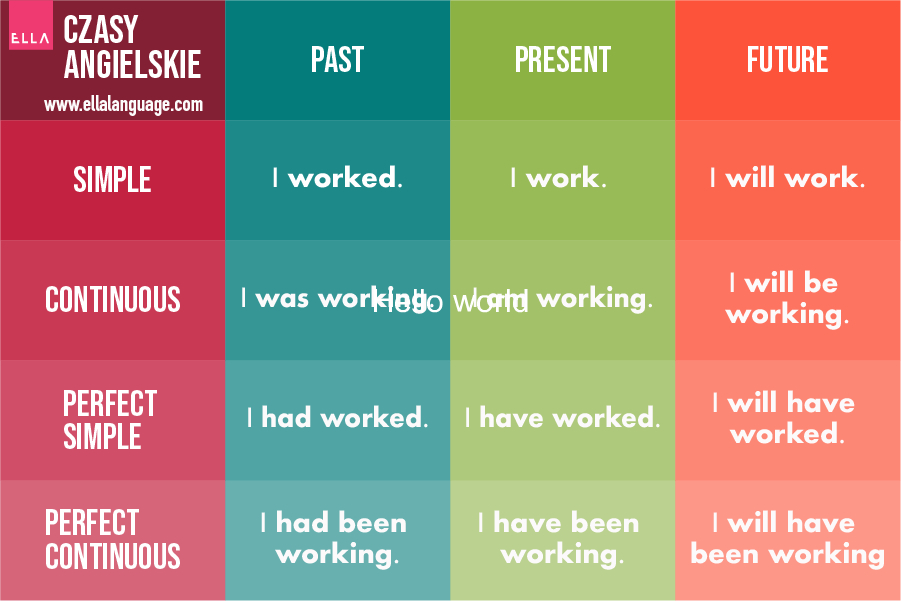 ELLA
CZASY
ANGIELSKIE
www.ellalanguage.com
PAST
PRESENT
FUTURE
SIMPLE
I worked.
I work.
I will work.
CONTINUOUS
I was working.
Hello world
I am working.
I will be
working.
PERFECT
SIMPLE
I had worked.
I have worked.
I will have
worked.
PERFECT
CONTINUOUS
I had been
working.
I have been
working.
I will have
been working